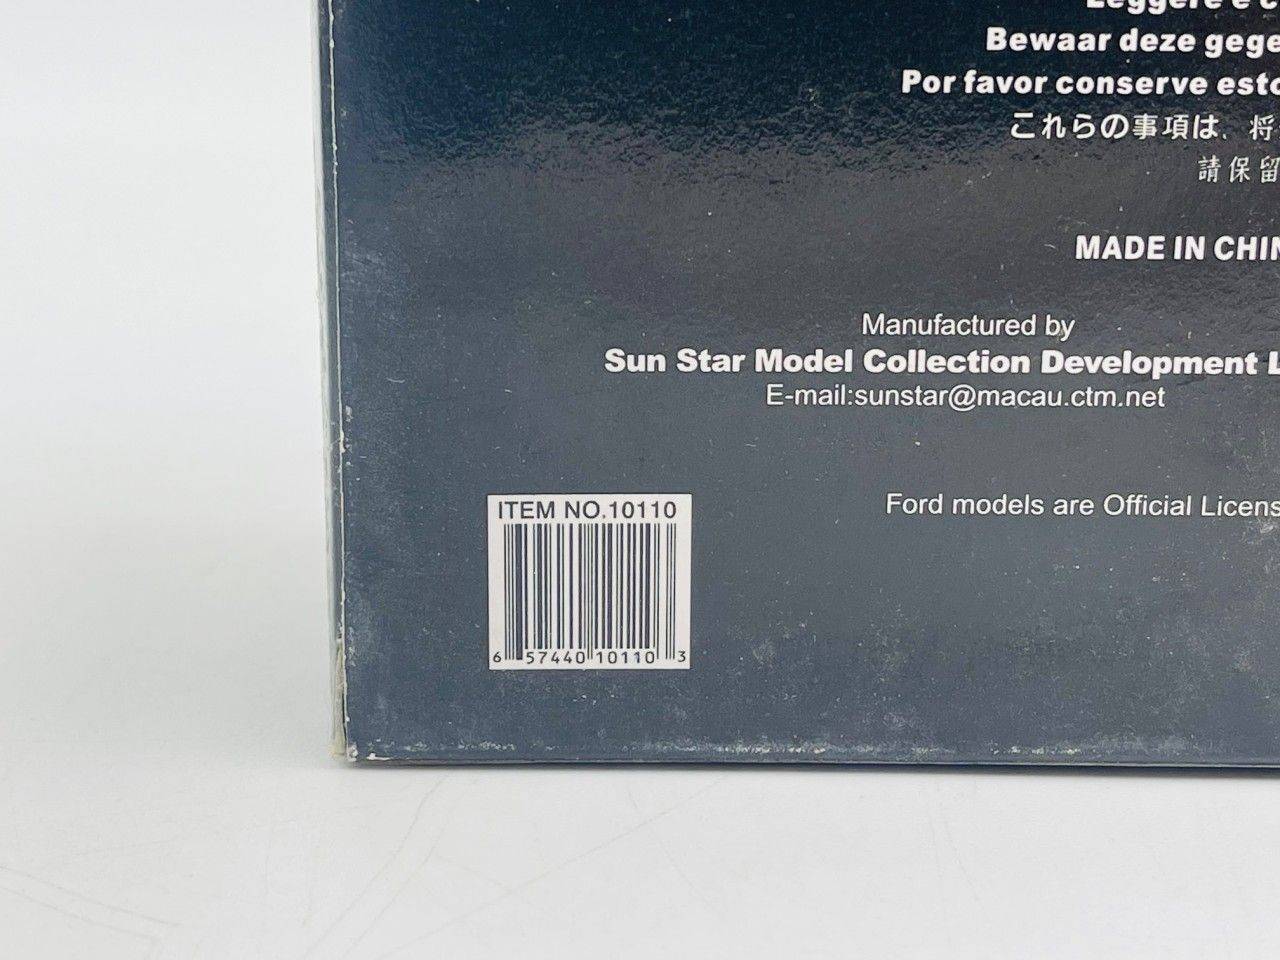 Leggere e c
Bewaar deze gege
Por favor conserve esto
これらの事項は、将
請保留
MADE IN CHIN
Manufactured by
Sun Star Model Collection Development L
E-mail:sunstar@macau.ctm.net
Ford models are Official Licens
ITEM NO.10110
6 57440 10110 3